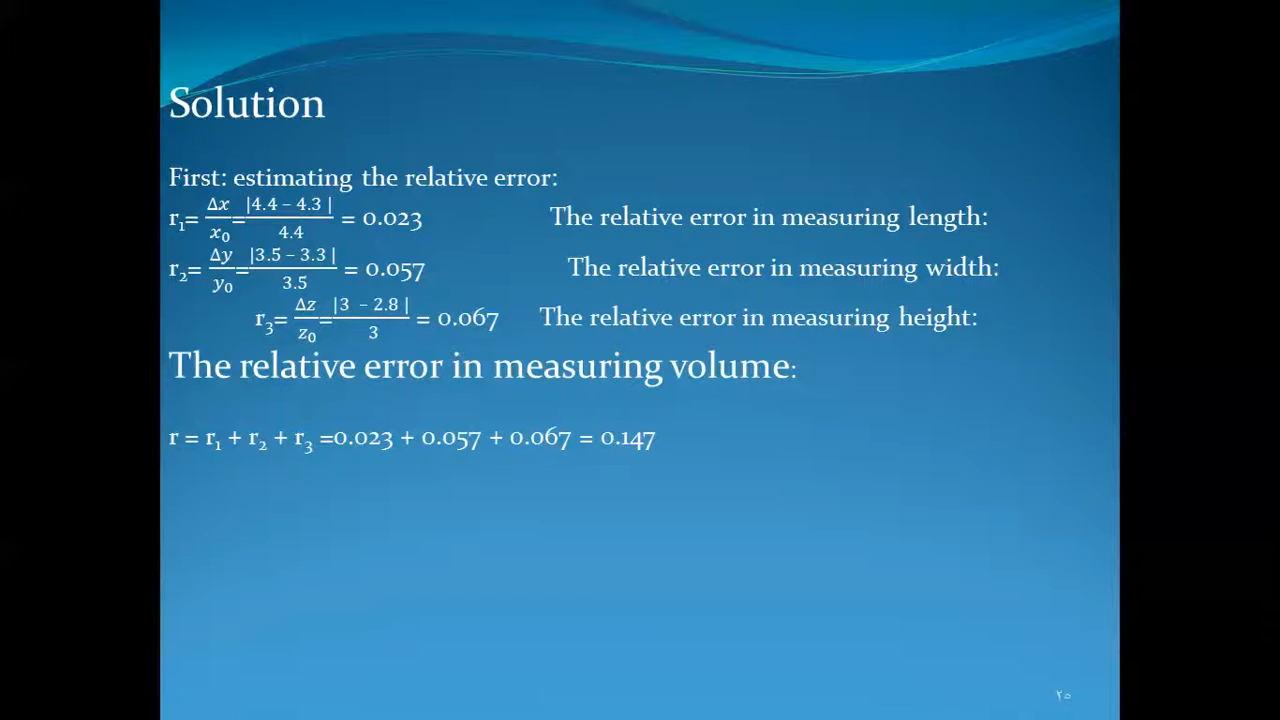 Solution
First: estimating the relative error:
r₁= Δx/x₀=|4.4 – 4.3 |/4.4 = 0.023 The relative error in measuring length:
r₂= Δy/y₀=|3.5 – 3.3 |/3.5 = 0.057 The relative error in measuring width:
r₃= Δz/z₀=|3 – 2.8 |/3 = 0.067 The relative error in measuring height:
The relative error in measuring volume:
r = r₁ + r₂ + r₃ =0.023 + 0.057 + 0.067 = 0.147
٢٥